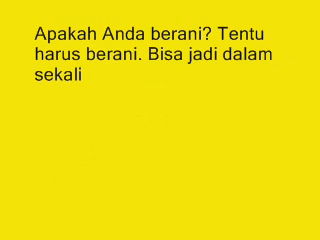 Apakah Anda berani? Tentu
harus berani. Bisa jadi dalam
sekali